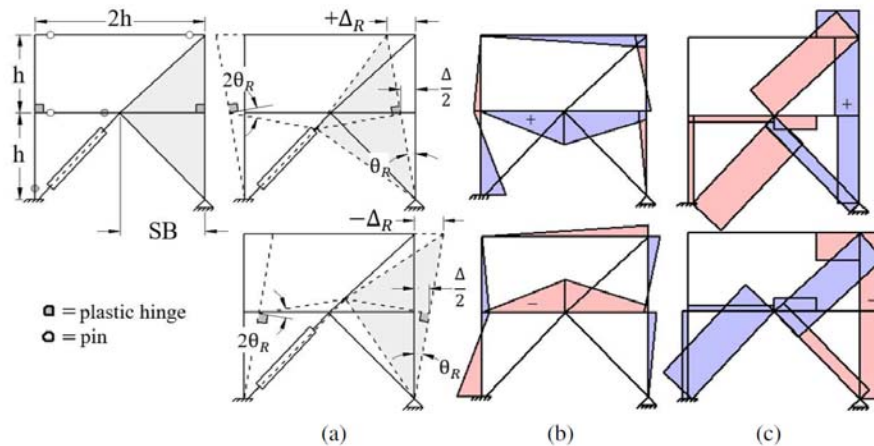 2h
+Δ_R
h
2θ_R
Δ/2
+
+
h
θ_R
SB
−Δ_R
Δ/2
−
−
= plastic hinge
= pin
2θ_R
θ_R
(a)
(b)
(c)